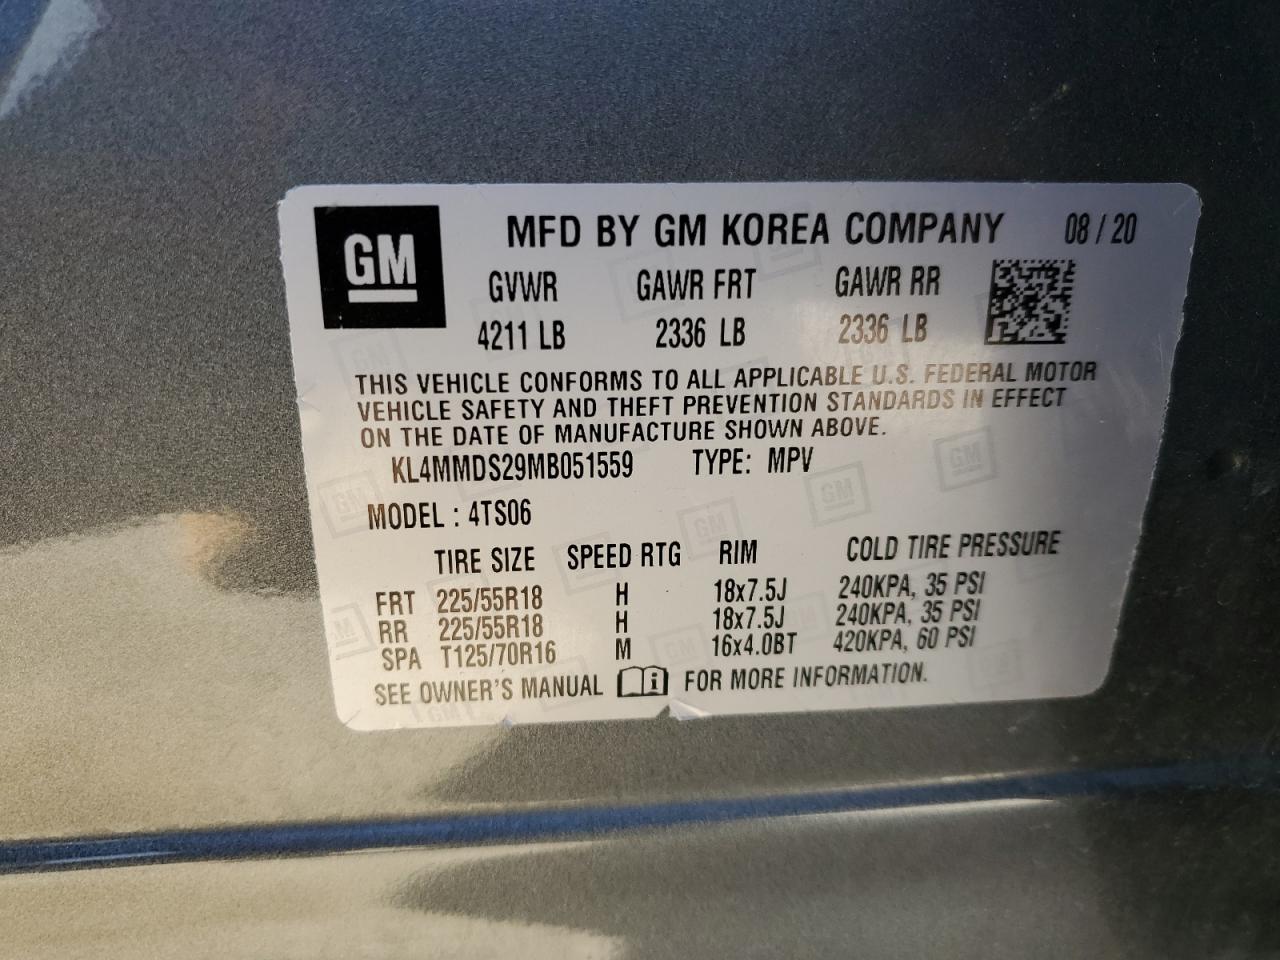 GM
MFD BY GM KOREA COMPANY 08 / 20
GVWR GAWR FRT GAWR RR
4211 LB 2336 LB 2336 LB
THIS VEHICLE CONFORMS TO ALL APPLICABLE U.S. FEDERAL MOTOR
VEHICLE SAFETY AND THEFT PREVENTION STANDARDS IN EFFECT
ON THE DATE OF MANUFACTURE SHOWN ABOVE.
KL4MMDS29MB051559 TYPE: MPV
MODEL : 4TS06
TIRE SIZE SPEED RTG RIM COLD TIRE PRESSURE
FRT 225/55R18 H 18x7.5J 240KPA, 35 PSI
RR 225/55R18 H 18x7.5J 240KPA, 35 PSI
SPA T125/70R16 M 16x4.0BT 420KPA, 60 PSI
SEE OWNER'S MANUAL i FOR MORE INFORMATION.